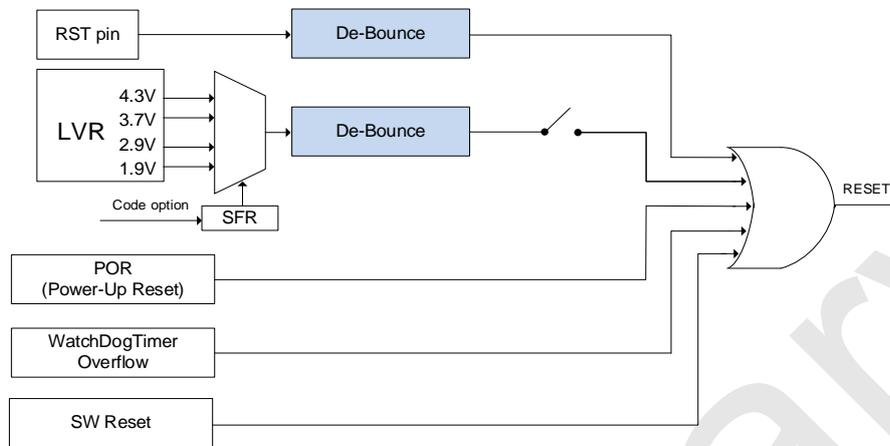 RST pin
De-Bounce
LVR
4.3V
3.7V
2.9V
1.9V
De-Bounce
Code option
SFR
RESET
POR
(Power-Up Reset)
WatchDogTimer
Overflow
SW Reset